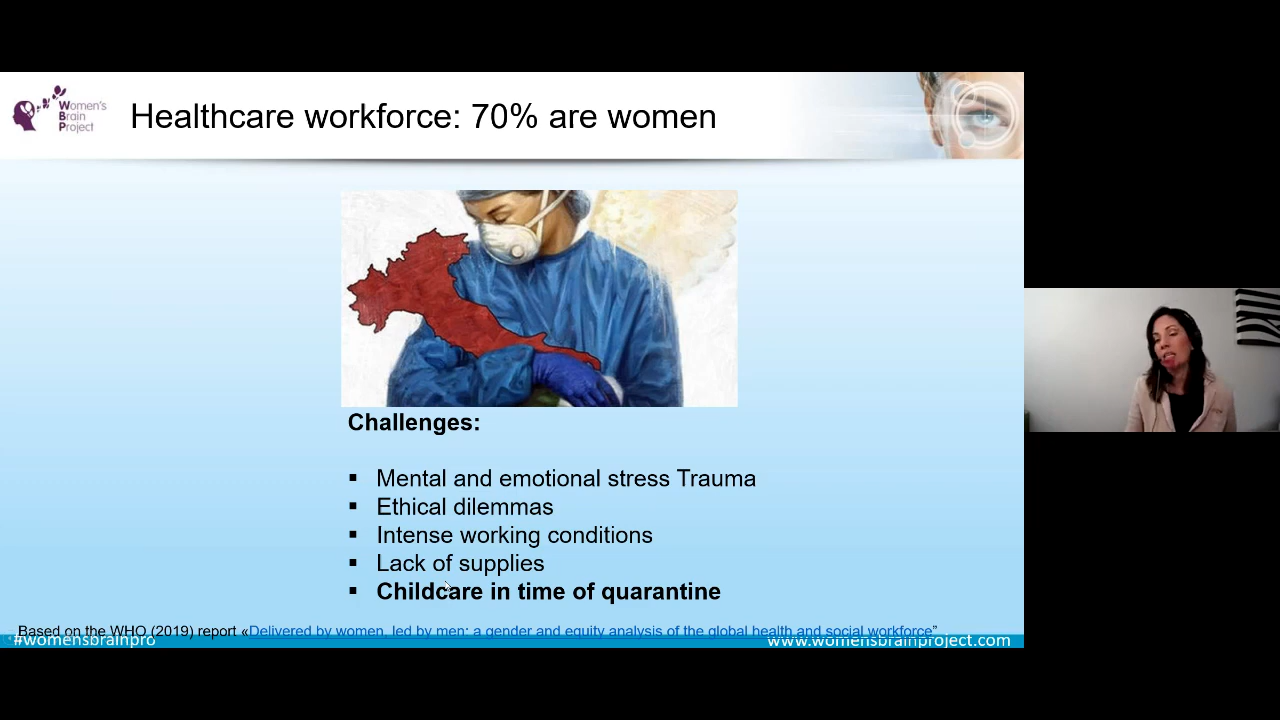 Women's
Brain
Project
Healthcare workforce: 70% are women
Challenges:
▪ Mental and emotional stress Trauma
▪ Ethical dilemmas
▪ Intense working conditions
▪ Lack of supplies
▪ Childcare in time of quarantine
Based on the WHO (2019) report «Delivered by women, led by men: a gender and equity analysis of the global health and social workforce”
#womensbrainpro
www.womensbrainproject.com